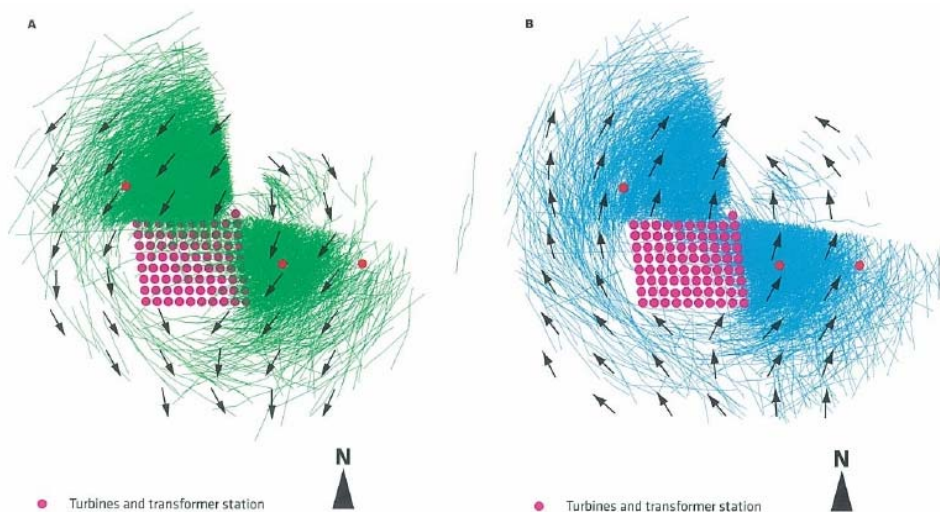 A
B
N
N
Turbines and transformer station
Turbines and transformer station